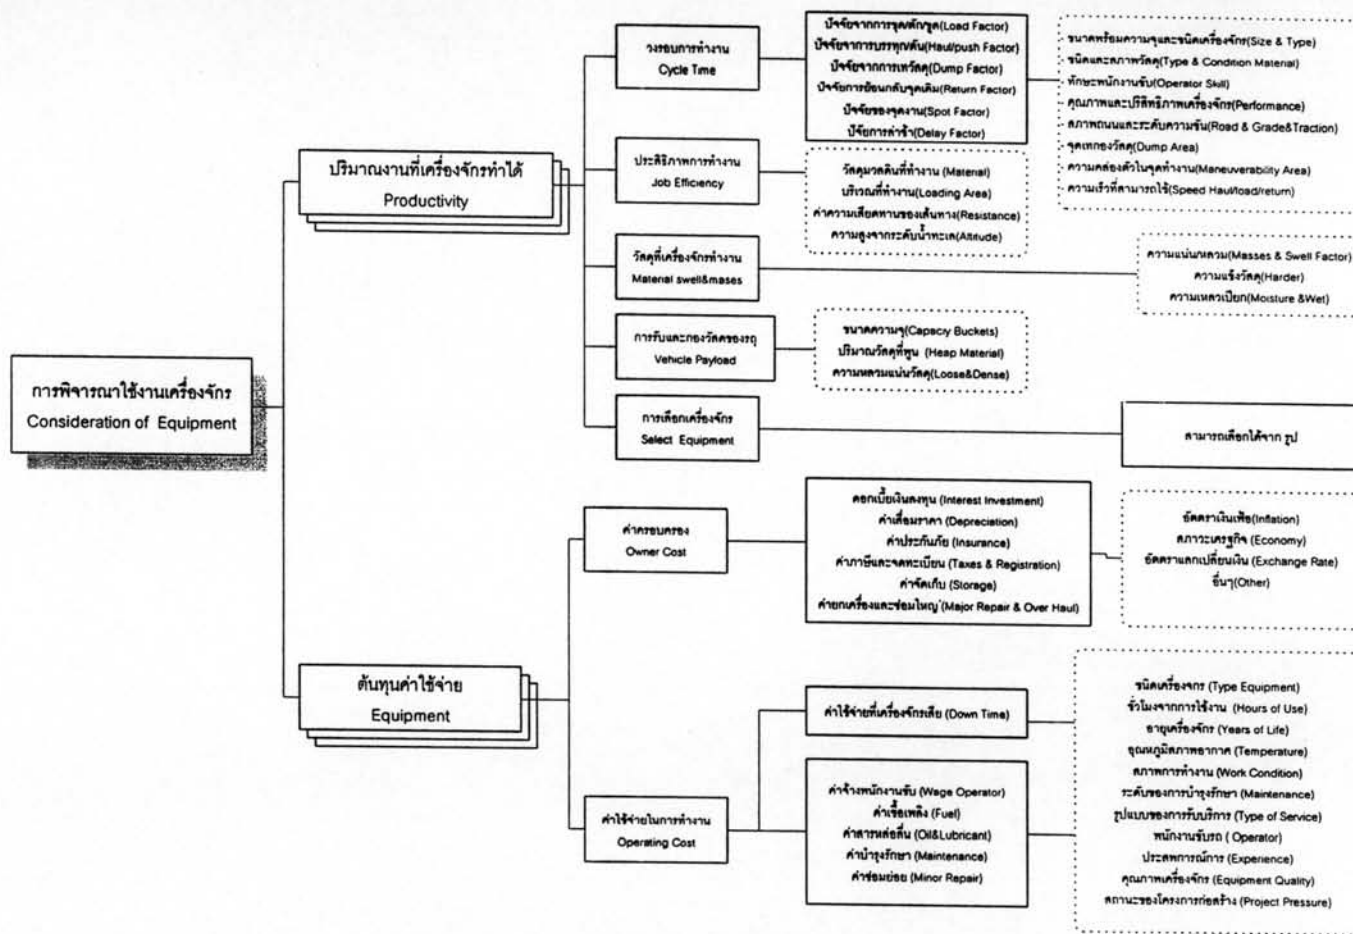 การพิจารณาใช้งานเครื่องจักร
Consideration of Equipment
ปริมาณงานที่เครื่องจักรทำได้
Productivity
วงรอบการทำงาน
Cycle Time
ปัจจัยจากการขุด/ตัก/ขูด(Load Factor)
ปัจจัยจากการบรรทุก/ดัน(Haul/push Factor)
ปัจจัยจากการเทวัสดุ(Dump Factor)
ปัจจัยการย้อนกลับจุดเดิม(Return Factor)
ปัจจัยของจุดงาน(Spot Factor)
ปัจัยการล่าช้า(Delay Factor)
ขนาดพร้อมความจุและชนิดเครื่องจักร(Size & Type)
- ชนิดและสภาพวัสดุ(Type & Condition Material)
- ทักษะพนักงานขับ(Operator Skill)
- คุณภาพและปริสิทธิภาพเครื่องจักร(Performance)
- สภาพถนนและระดับความชัน(Road & Grade&Traction)
- จุดเทกองวัสดุ(Dump Area)
- ความคล่องตัวในจุดทำงาน(Maneuverability Area)
- ความเร็วที่สามารถใช้(Speed Haul/load/return)
ประสิธิภาพการทำงาน
Job Efficiency
วัสดุมวลดินที่ทำงาน (Material)
บริเวณที่ทำงาน(Loading Area)
ค่าความเสียดทานของเส้นทาง(Resistance)
ความสูงจากระดับน้ำทะเล(Altitude)
วัสดุที่เครื่องจักรทำงาน
Material swell&mases
ความแน่น/หลวม(Masses & Swell Factor)
ความแข็งวัสดุ(Harder)
ความเหลวเปียก(Moisture &Wet)
การรับและกองวัสดุของรถ
Vehicle Payload
ขนาดความจุ(Capacity Buckets)
ปริมาณวัสดุที่พูน (Heap Material)
ความหลวมแน่นวัสดุ(Loose&Dense)
การเลือกเครื่องจักร
Select Equipment
สามารถเลือกได้จาก รูป
ต้นทุนค่าใช้จ่าย
Equipment
ค่าครอบครอง
Owner Cost
ดอกเบี้ยเงินลงทุน (Interest Investment)
ค่าเสื่อมราคา (Depreciation)
ค่าประกันภัย (Insurance)
ค่าภาษีและจดทะเบียน (Taxes & Registration)
ค่าจัดเก็บ (Storage)
ค่ายกเครื่องและซ่อมใหญ่ (Major Repair & Over Haul)
อัตตราเงินเฟ้อ(Inflation)
สภาวะเศรฐกิจ (Economy)
อัตตราแลกเปลี่ยนเงิน (Exchange Rate)
อื่นๆ(Other)
ค่าใช้จ่ายในการทำงาน
Operating Cost
ค่าใช้จ่ายที่เครื่องจักรเสีย (Down Time)
ค่าจ้างพนักงานขับ (Wage Operator)
ค่าเชื้อเพลิง (Fuel)
ค่าสารหล่อลื่น (Oil&Lubricant)
ค่าบำรุงรักษา (Maintenance)
ค่าซ่อมย่อย (Minor Repair)
ชนิดเครื่องจกร (Type Equipment)
ชั่วโมงจากการใช้งาน (Hours of Use)
อายุเครื่องจักร (Years of Life)
อุณหภูมิสภาพอากาศ (Temperature)
สภาพการทำงาน (Work Condition)
ระดับของการบำรุงรักษา (Maintenance)
รูปแบบของการรับบริการ (Type of Service)
พนักงานขับรถ ( Operator)
ประสพการณ์การ (Experience)
คุณภาพเครื่องจักร (Equipment Quality)
สถานะของโครงการก่อสร้าง (Project Pressure)